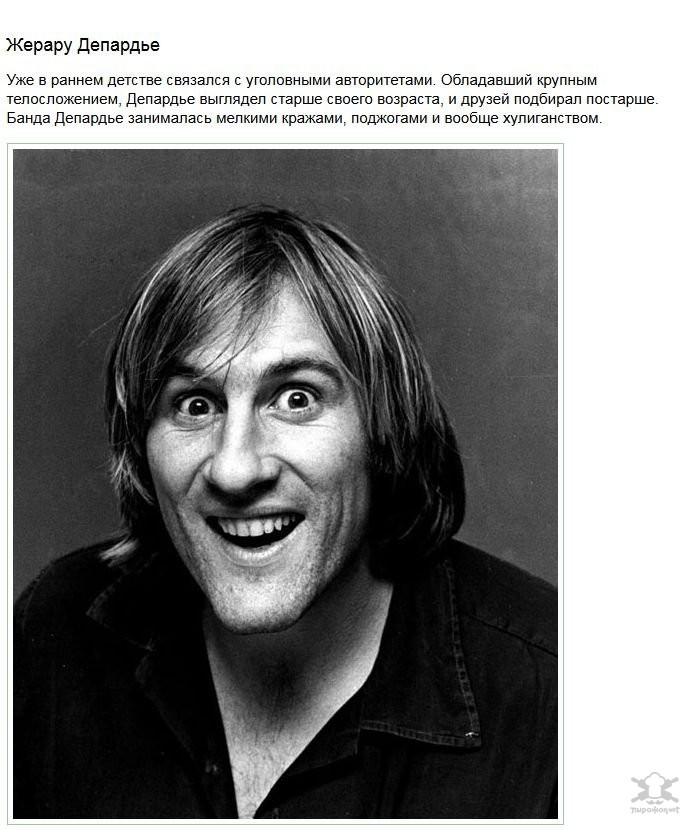 Жерару Депардье
Уже в раннем детстве связался с уголовными авторитетами. Обладавший крупным
телосложением, Депардье выглядел старше своего возраста, и друзей подбирал постарше.
Банда Депардье занималась мелкими кражами, поджогами и вообще хулиганством.